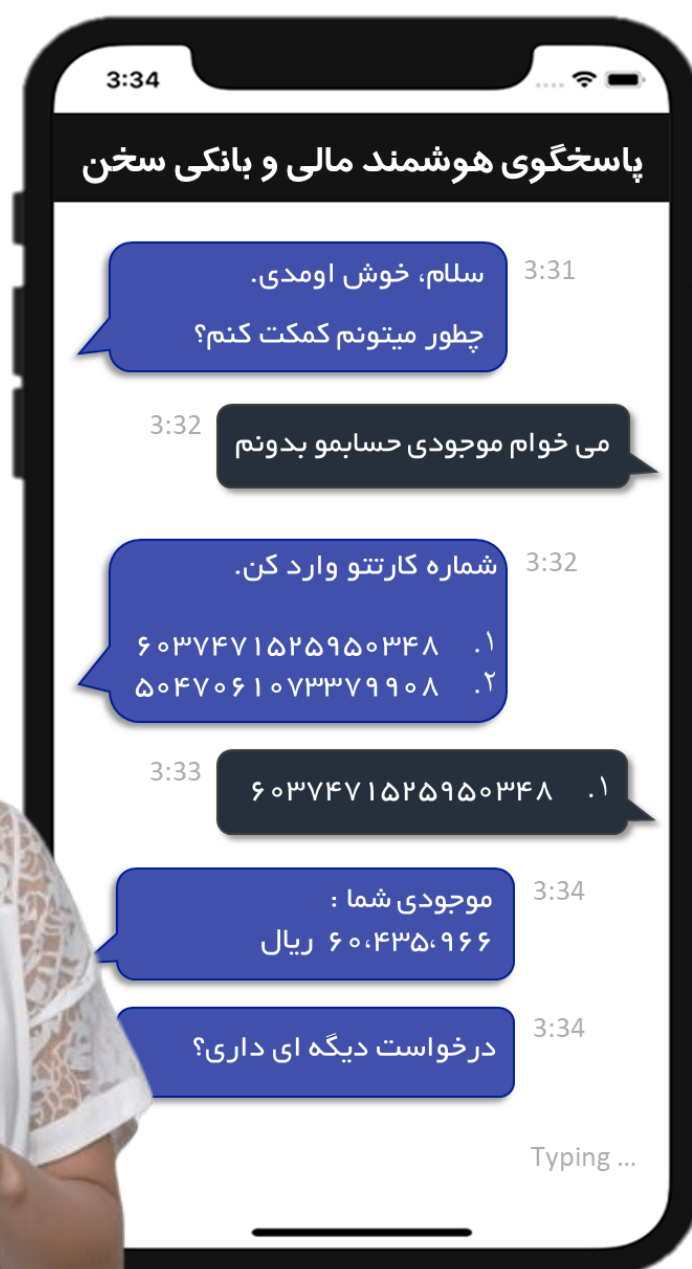 3:34
پاسخگوی هوشمند مالی و بانکی سخن
3:31
سلام، خوش اومدی.
چطور میتونم کمکت کنم؟
3:32
می خوام موجودی حسابمو بدونم
3:32
شماره کارتتو وارد کن.
۱. ۶۰۳۷۴۷۱۵۲۵۹۵۰۳۴۸
۲. ۵۰۴۷۰۶۱۰۷۳۳۷۹۹۰۸
3:33
۱. ۶۰۳۷۴۷۱۵۲۵۹۵۰۳۴۸
3:34
موجودی شما :
۶۰،۴۳۵،۹۶۶ ریال
3:34
درخواست دیگه ای داری؟
Typing ...